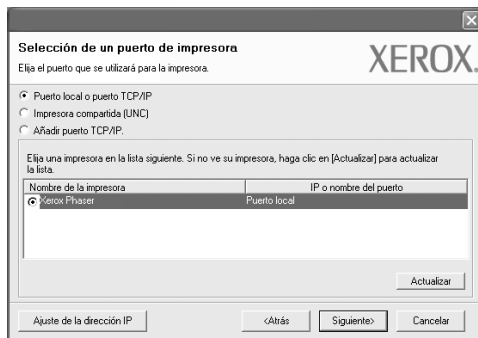 Selección de un puerto de impresora
Elija el puerto que se utilizará para la impresora.
XEROX.
Puerto local o puerto TCP/IP
Impresora compartida (UNC)
Añadir puerto TCP/IP.
Elija una impresora en la lista siguiente. Si no ve su impresora, haga clic en [Actualizar] para actualizar
la lista.
Nombre de la impresora IP o nombre del puerto
Xerox Phaser Puerto local
Actualizar
Ajuste de la dirección IP <Atrás Siguiente> Cancelar